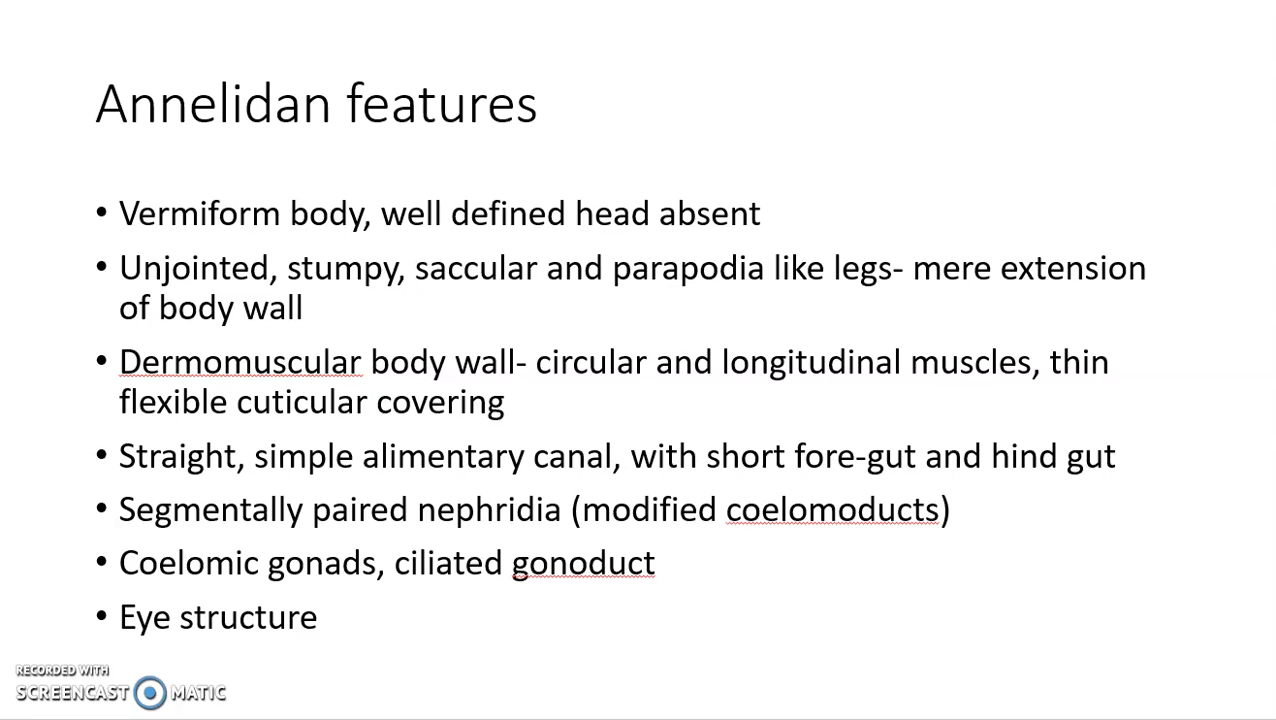 Annelidan features
• Vermiform body, well defined head absent
• Unjointed, stumpy, saccular and parapodia like legs- mere extension
of body wall
• Dermomuscular body wall- circular and longitudinal muscles, thin
flexible cuticular covering
• Straight, simple alimentary canal, with short fore-gut and hind gut
• Segmentally paired nephridia (modified coelomoducts)
• Coelomic gonads, ciliated gonoduct
• Eye structure
RECORDED WITH
SCREENCAST MATIC